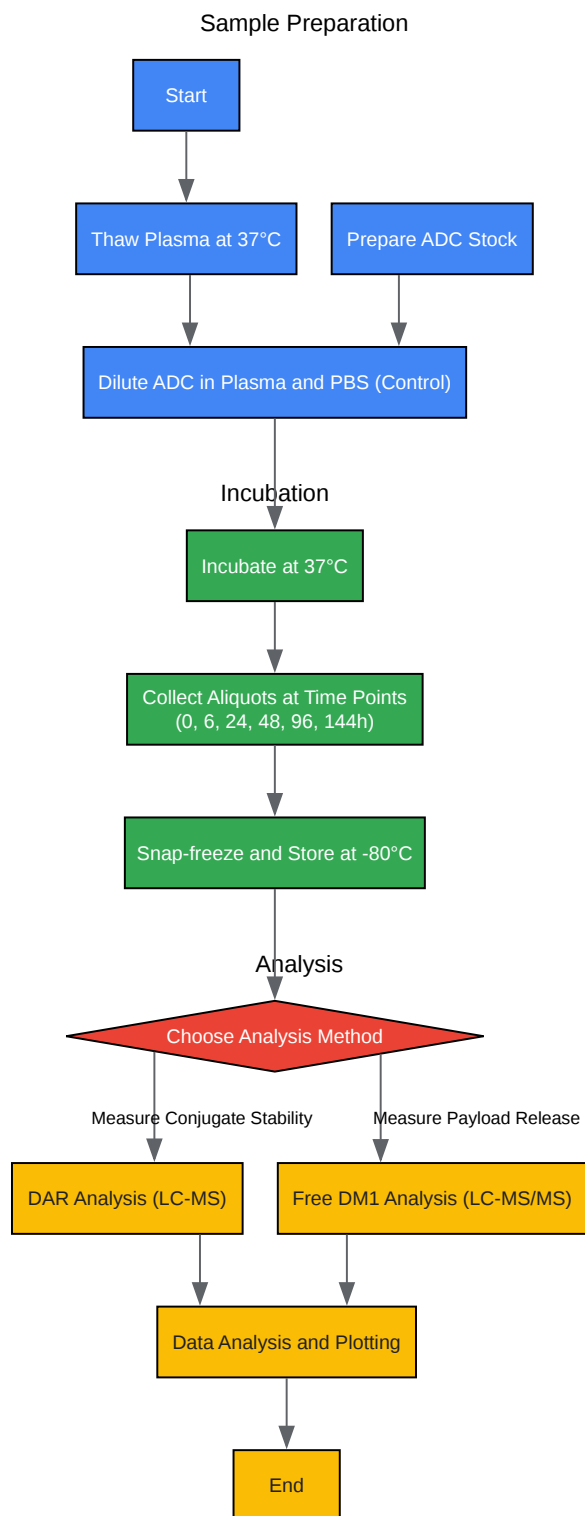 Sample Preparation
Start
Thaw Plasma at 37°C
Prepare ADC Stock
Dilute ADC in Plasma and PBS (Control)
Incubation
Incubate at 37°C
Collect Aliquots at Time Points
(0, 6, 24, 48, 96, 144h)
Snap-freeze and Store at -80°C
Analysis
Choose Analysis Method
Measure Conjugate Stability
Measure Payload Release
DAR Analysis (LC-MS)
Free DM1 Analysis (LC-MS/MS)
Data Analysis and Plotting
End